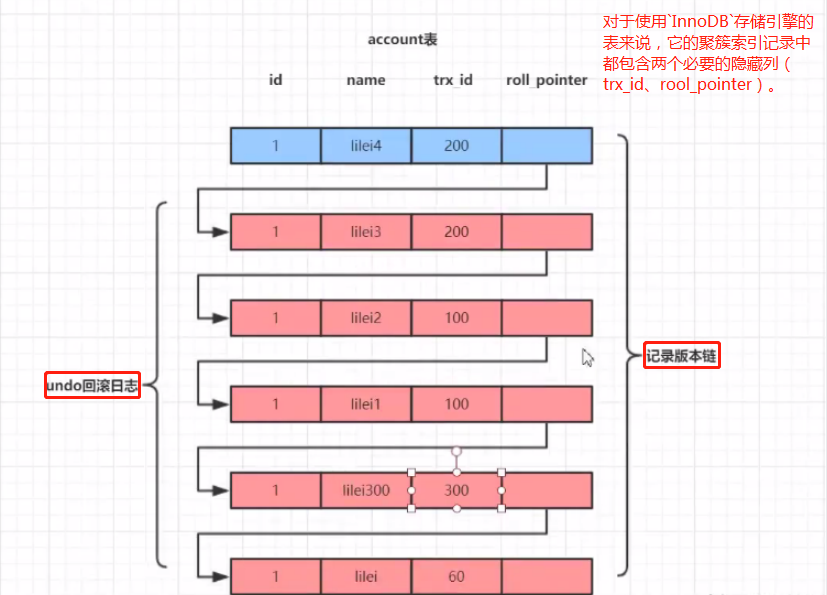 account表
对于使用`InnoDB`存储引擎的
表来说，它的聚簇索引记录中
都包含两个必要的隐藏列（
trx_id、rool_pointer）。
id name trx_id roll_pointer
1 lilei4 200
1 lilei3 200
1 lilei2 100
记录版本链
undo回滚日志
1 lilei1 100
1 lilei300 300
1 lilei 60